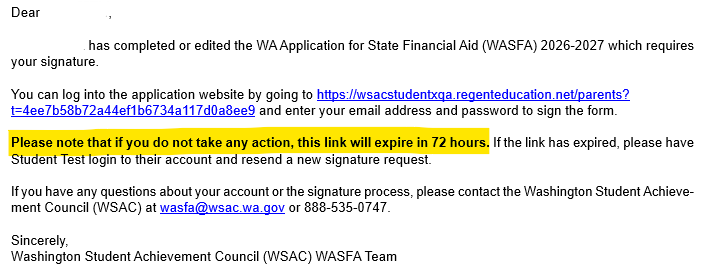 Dear ,
has completed or edited the WA Application for State Financial Aid (WASFA) 2026-2027 which requires
your signature.
You can log into the application website by going to https://wsacstudentxqa.regenteducation.net/parents?
t=4ee7b58b72a44ef1b6734a117d0a8ee9 and enter your email address and password to sign the form.
Please note that if you do not take any action, this link will expire in 72 hours. If the link has expired, please have
Student Test login to their account and resend a new signature request.
If you have any questions about your account or the signature process, please contact the Washington Student Achieve-
ment Council (WSAC) at wasfa@wsac.wa.gov or 888-535-0747.
Sincerely,
Washington Student Achievement Council (WSAC) WASFA Team